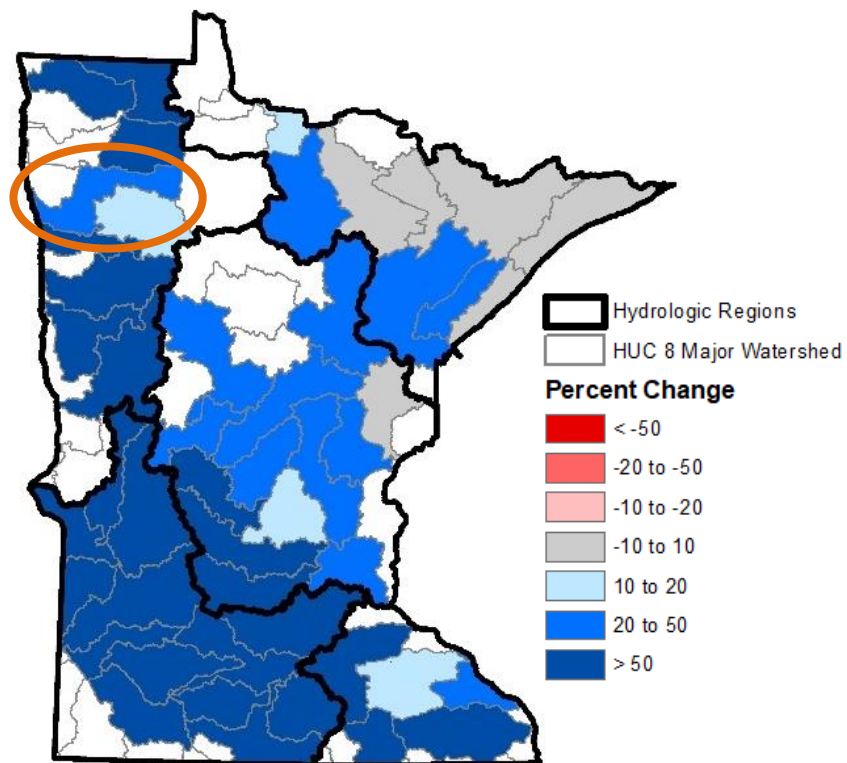 Hydrologic Regions
HUC 8 Major Watershed
Percent Change
< -50
-20 to -50
-10 to -20
-10 to 10
10 to 20
20 to 50
> 50